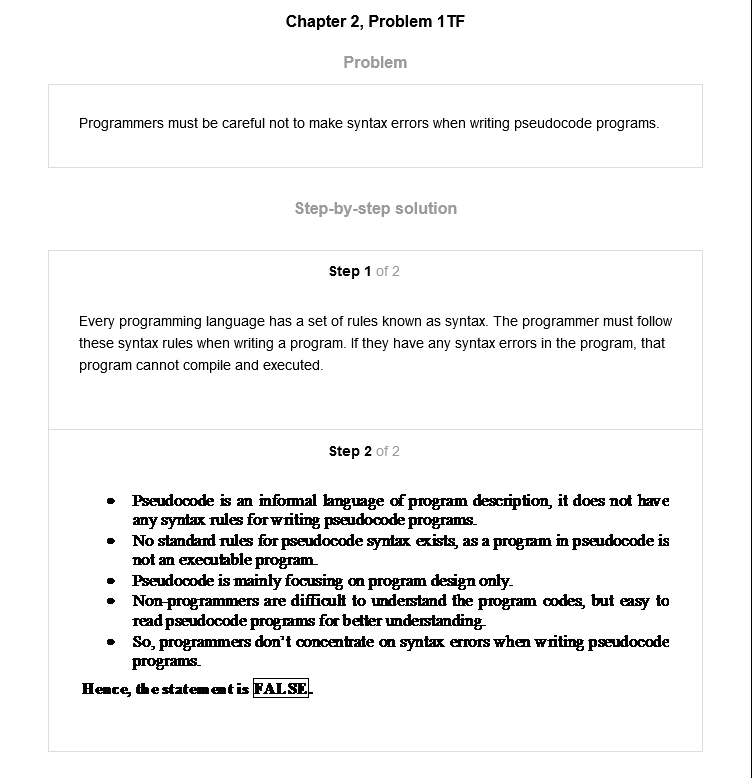 Chapter 2, Problem 1TF
Problem
Programmers must be careful not to make syntax errors when writing pseudocode programs.
Step-by-step solution
Step 1 of 2
Every programming language has a set of rules known as syntax. The programmer must follow
these syntax rules when writing a program. If they have any syntax errors in the program, that
program cannot compile and executed.
Step 2 of 2
• Pseudocode is an informal language of program description, it does not have
any syntax rules for writing pseudocode programs.
• No standard rules for pseudocode syntax exists, as a program in pseudocode is
not an executable program.
• Pseudocode is mainly focusing on program design only.
• Non-programmers are difficult to understand the program codes, but easy to
read pseudocode programs for better understanding.
• So, programmers don't concentrate on syntax errors when writing pseudocode
programs.
Hence, the statement is FALSE.